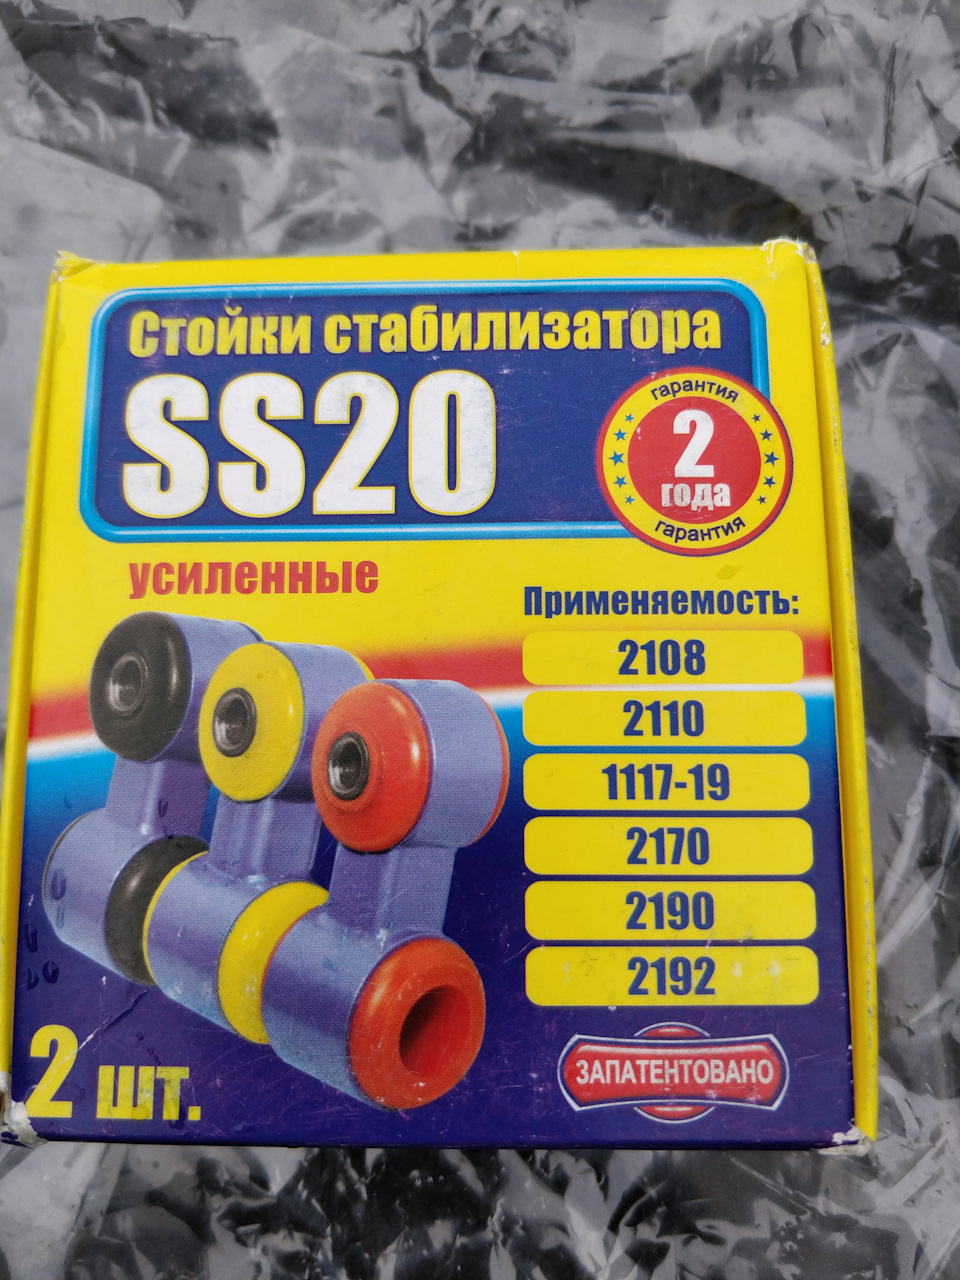 Стойки стабилизатора
SS20
гарантия
2
года
гарантия
усиленные
Применяемость:
2108
2110
1117-19
2170
2190
2192
2 шт.
ЗАПАТЕНТОВАНО